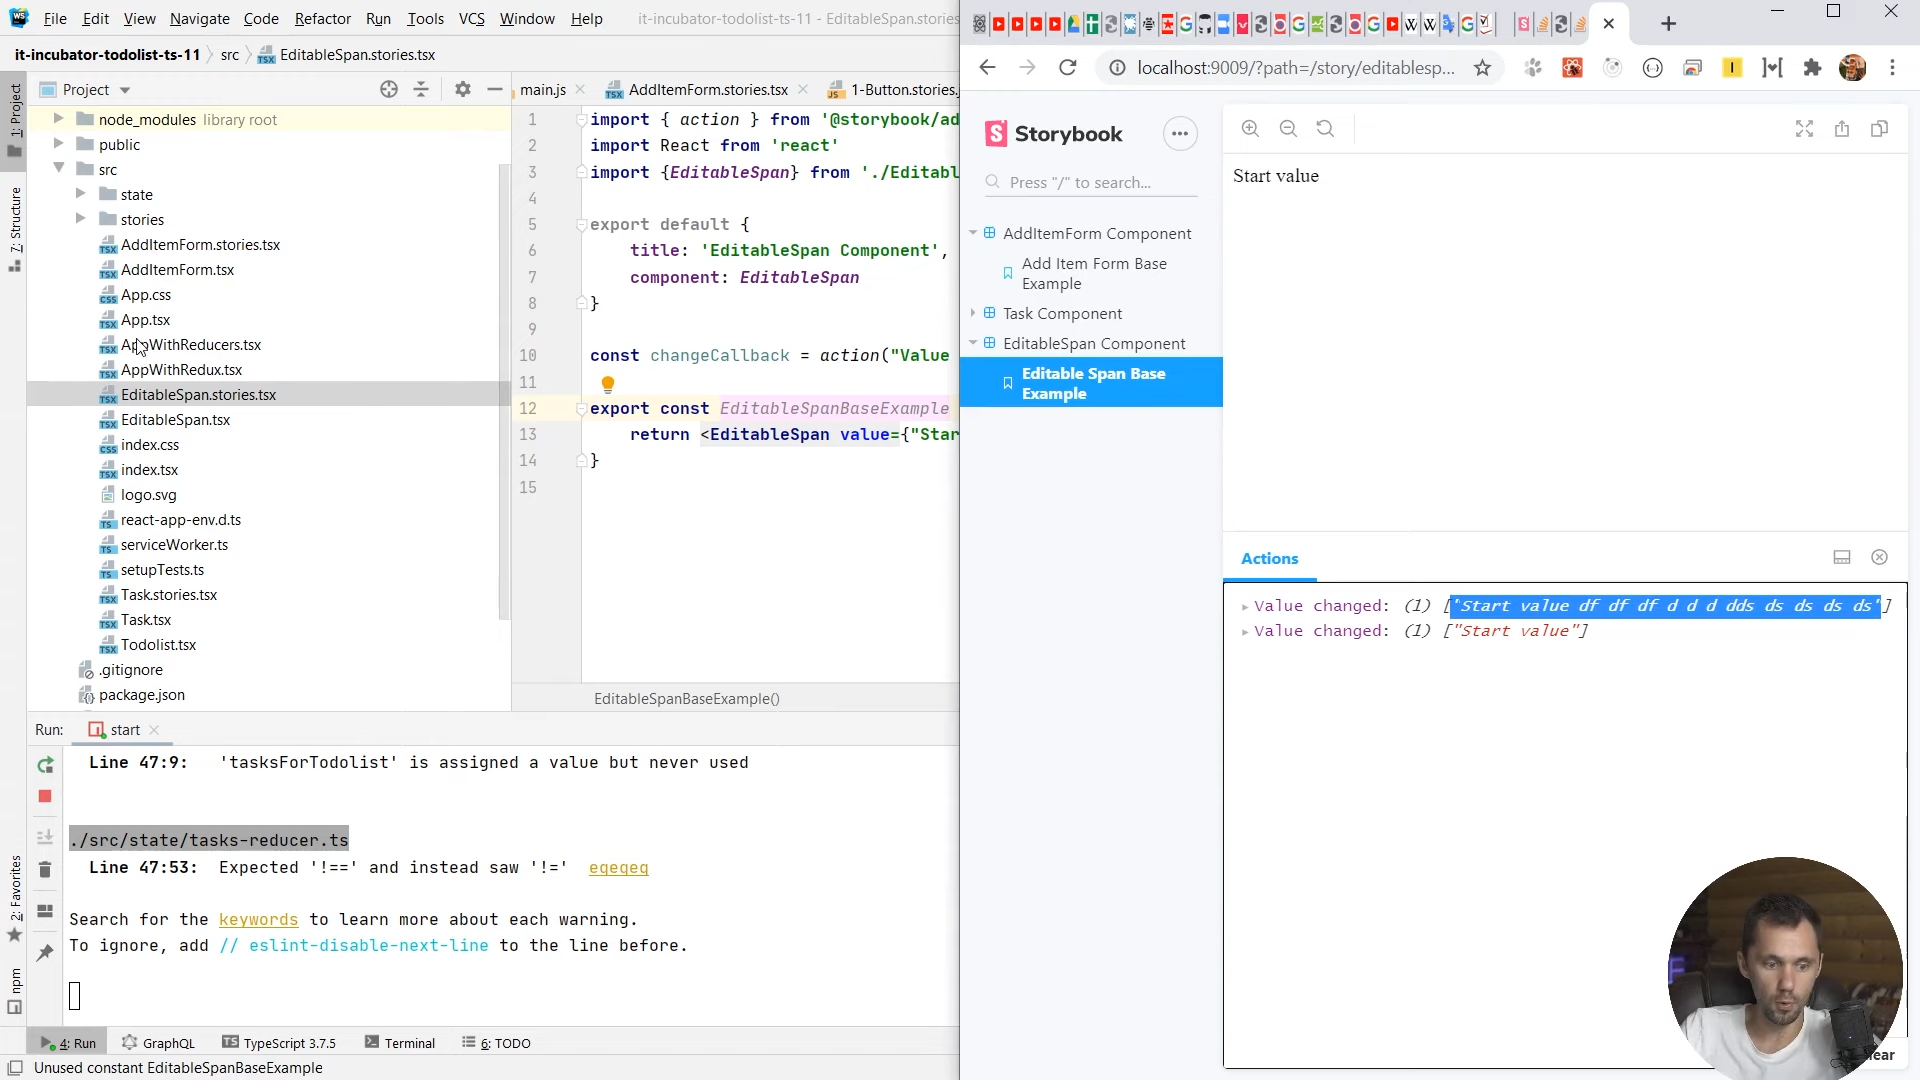 File Edit View Navigate Code Refactor Run Tools VCS Window Help it-incubator-todolist-ts-11 - EditableSpan.stories
it-incubator-todolist-ts-11 src EditableSpan.stories.tsx
Project
main.js AddItemForm.stories.tsx 1-Button.stories.
1: Project
7: Structure
2: Favorites
npm
node_modules library root
public
src
state
stories
AddItemForm.stories.tsx
AddItemForm.tsx
App.css
App.tsx
AppWithReducers.tsx
AppWithRedux.tsx
EditableSpan.stories.tsx
EditableSpan.tsx
index.css
index.tsx
logo.svg
react-app-env.d.ts
serviceWorker.ts
setupTests.ts
Task.stories.tsx
Task.tsx
Todolist.tsx
.gitignore
package.json
1 import { action } from '@storybook/ad
2 import React from 'react'
3 import {EditableSpan} from './Editabl
4
5 export default {
6 title: 'EditableSpan Component',
7 component: EditableSpan
8 }
9
10 const changeCallback = action("Value
11
12 export const EditableSpanBaseExample
13 return <EditableSpan value={"Star
14 }
15
EditableSpanBaseExample()
Run: start
Line 47:9: 'tasksForTodolist' is assigned a value but never used
./src/state/tasks-reducer.ts
Line 47:53: Expected '!==' and instead saw '!=' eqeqeq
Search for the keywords to learn more about each warning.
To ignore, add // eslint-disable-next-line to the line before.
4: Run GraphQL TypeScript 3.7.5 Terminal 6: TODO
Unused constant EditableSpanBaseExample
localhost:9009/?path=/story/editablesp...
Storybook
Press "/" to search...
AddItemForm Component
Add Item Form Base
Example
Task Component
EditableSpan Component
Editable Span Base
Example
Start value
Actions
Value changed: (1) ["Start value df df df d d d dds ds ds ds ds"]
Value changed: (1) ["Start value"]